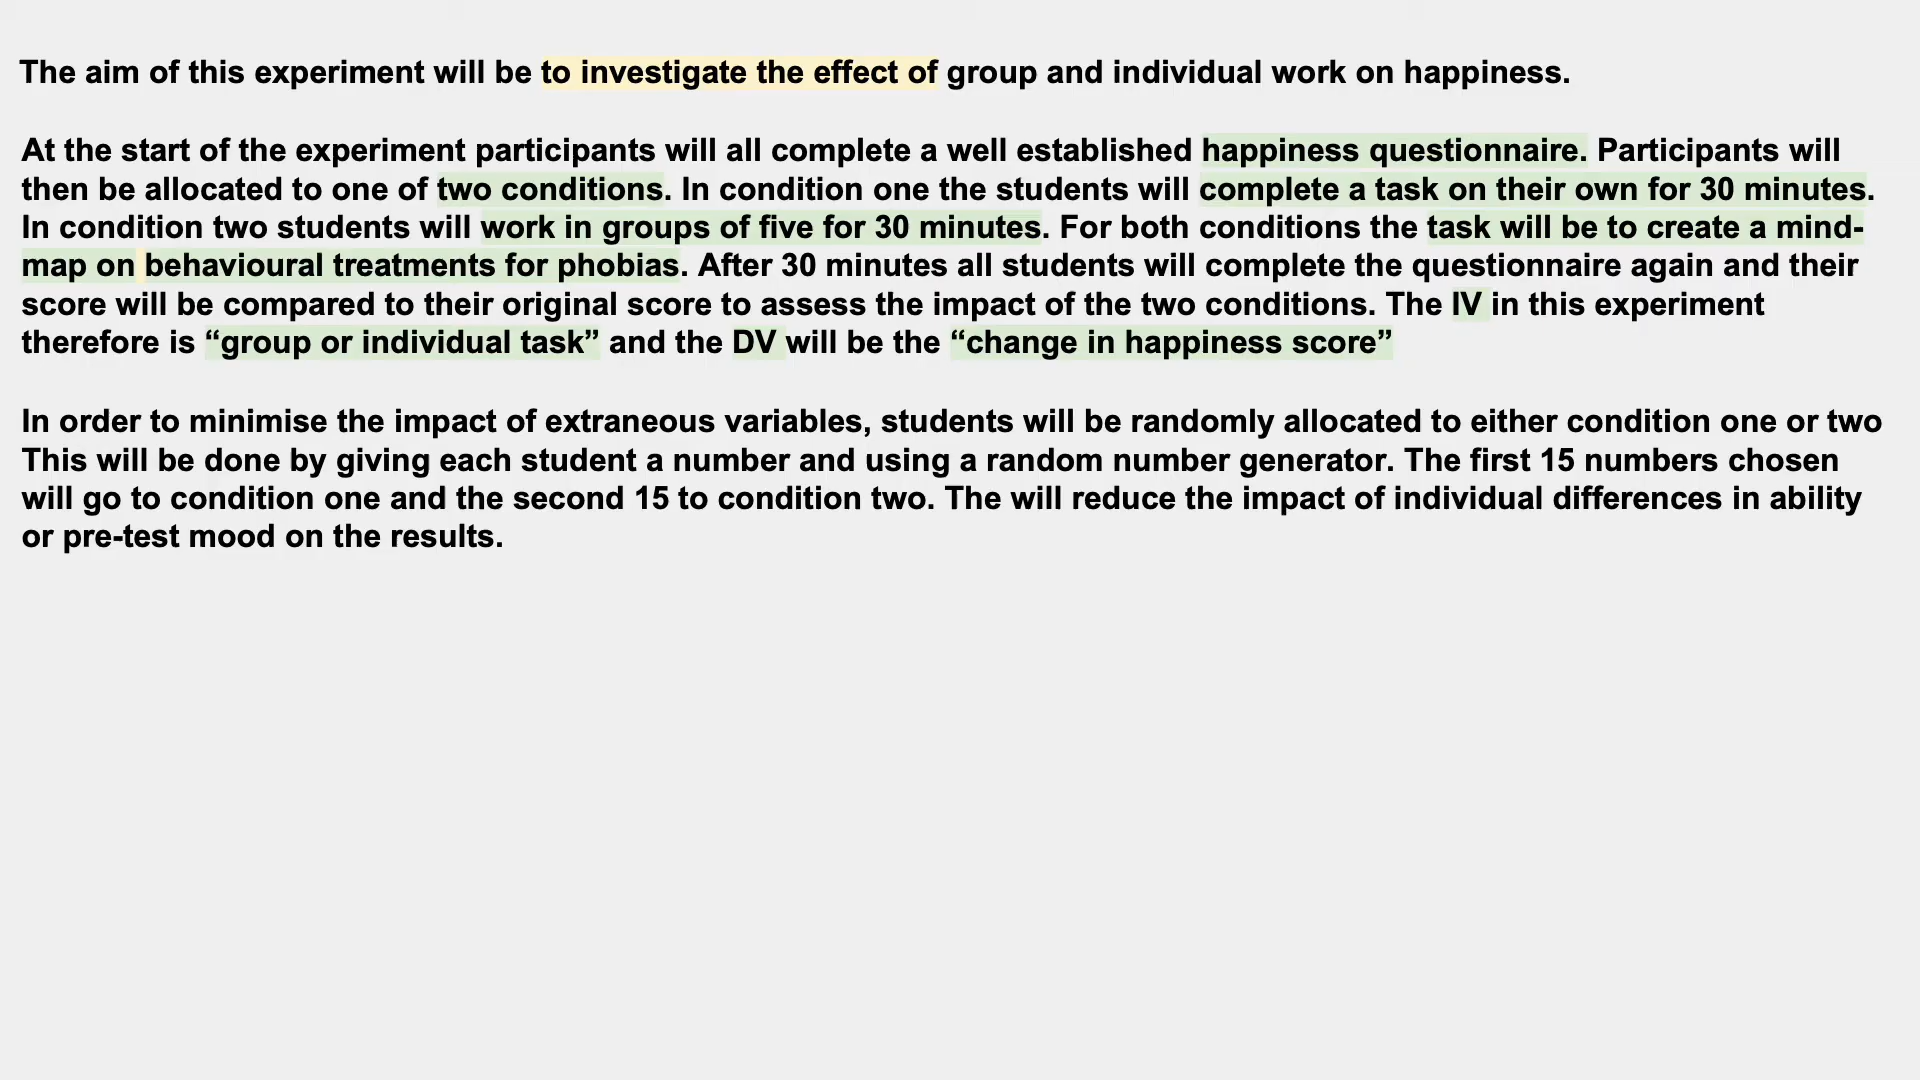 The aim of this experiment will be to investigate the effect of group and individual work on happiness.
At the start of the experiment participants will all complete a well established happiness questionnaire. Participants will
then be allocated to one of two conditions. In condition one the students will complete a task on their own for 30 minutes.
In condition two students will work in groups of five for 30 minutes. For both conditions the task will be to create a mind-
map on behavioural treatments for phobias. After 30 minutes all students will complete the questionnaire again and their
score will be compared to their original score to assess the impact of the two conditions. The IV in this experiment
therefore is “group or individual task” and the DV will be the “change in happiness score”
In order to minimise the impact of extraneous variables, students will be randomly allocated to either condition one or two
This will be done by giving each student a number and using a random number generator. The first 15 numbers chosen
will go to condition one and the second 15 to condition two. The will reduce the impact of individual differences in ability
or pre-test mood on the results.